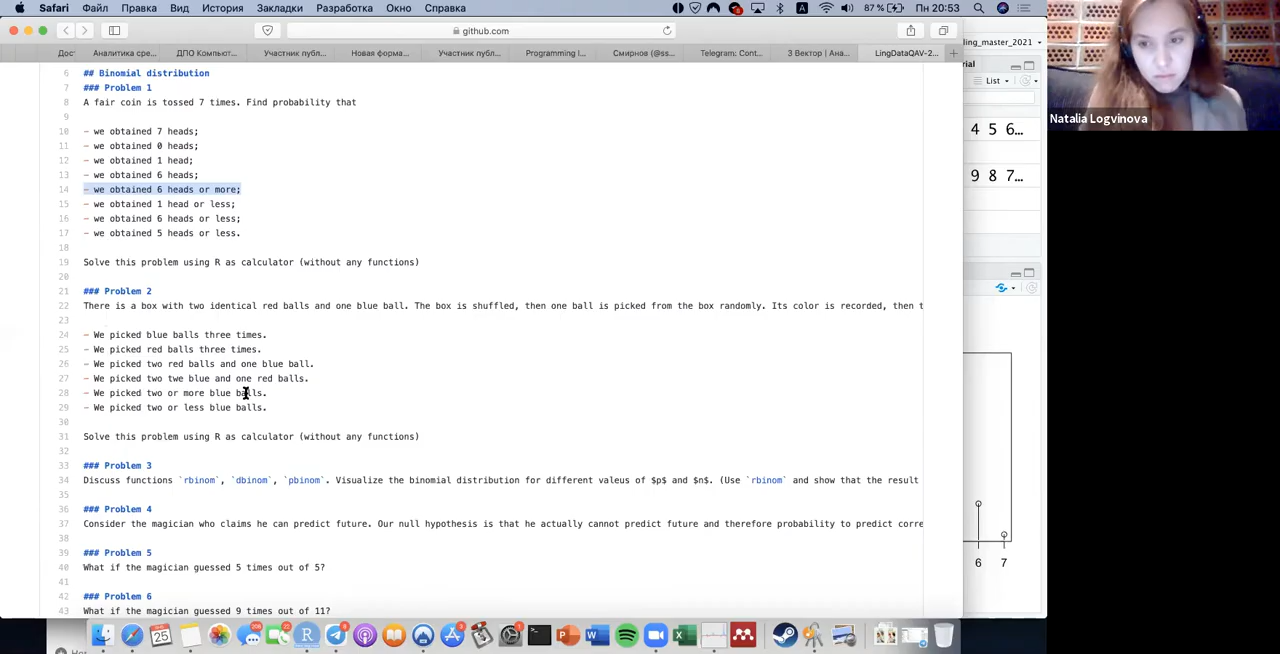 Safari Файл Правка Вид История Закладки Разработка Окно Справка 87 % Пн 20:53
github.com
ling_master_2021
Дос Аналитика сре... ДПО Компьют... Участник публ... Новая форма... Участник публ... Programming l... Смирнов (@ss... Telegram: Cont... 3 Вектор | Ана... LingDataQAV-2...
rial
List
6 ## Binomial distribution
7 ### Problem 1
8 A fair coin is tossed 7 times. Find probability that
9
10 - we obtained 7 heads;
11 - we obtained 0 heads;
12 - we obtained 1 head;
13 - we obtained 6 heads;
14 - we obtained 6 heads or more;
15 - we obtained 1 head or less;
16 - we obtained 6 heads or less;
17 - we obtained 5 heads or less.
18
19 Solve this problem using R as calculator (without any functions)
20
21 ### Problem 2
22 There is a box with two identical red balls and one blue ball. The box is shuffled, then one ball is picked from the box randomly. Its color is recorded, then t
23
24 - We picked blue balls three times.
25 - We picked red balls three times.
26 - We picked two red balls and one blue ball.
27 - We picked two twe blue and one red balls.
28 - We picked two or more blue balls.
29 - We picked two or less blue balls.
30
31 Solve this problem using R as calculator (without any functions)
32
33 ### Problem 3
34 Discuss functions `rbinom`, `dbinom`, `pbinom`. Visualize the binomial distribution for different valeus of $p$ and $n$. (Use `rbinom` and show that the result
35
36 ### Problem 4
37 Consider the magician who claims he can predict future. Our null hypothesis is that he actually cannot predict future and therefore probability to predict corre
38
39 ### Problem 5
40 What if the magician guessed 5 times out of 5?
41
42 ### Problem 6
43 What if the magician guessed 9 times out of 11?
4 5 6...
9 8 7...
6 7
Natalia Logvinova